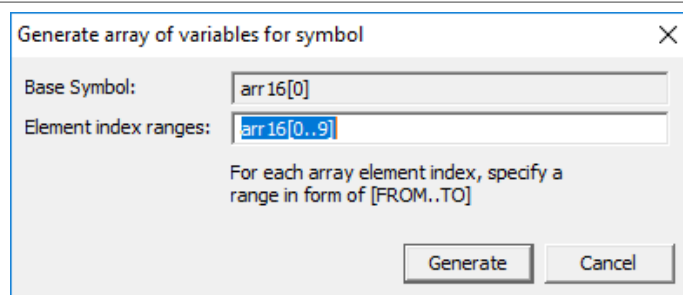 Generate array of variables for symbol
Base Symbol: arr16[0]
Element index ranges: arr16[0..9]
For each array element index, specify a
range in form of [FROM..TO]
Generate Cancel